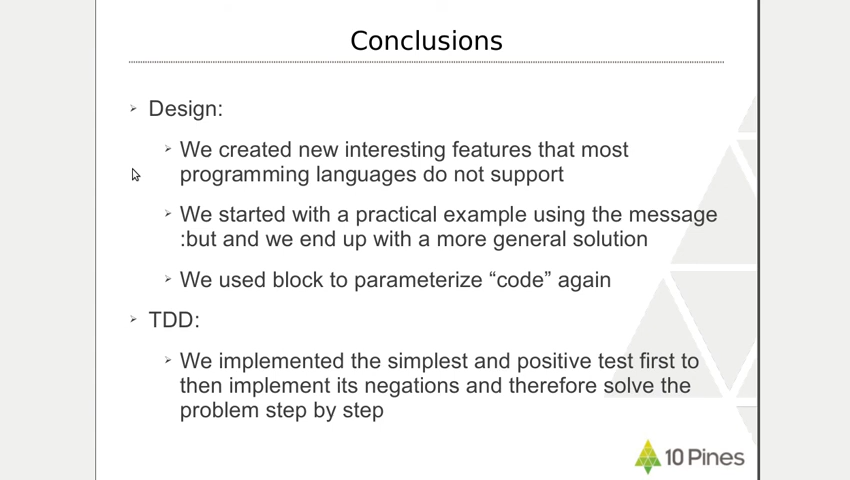 Conclusions
Design:
We created new interesting features that most
programming languages do not support
We started with a practical example using the message
:but and we end up with a more general solution
We used block to parameterize “code” again
TDD:
We implemented the simplest and positive test first to
then implement its negations and therefore solve the
problem step by step
10 Pines